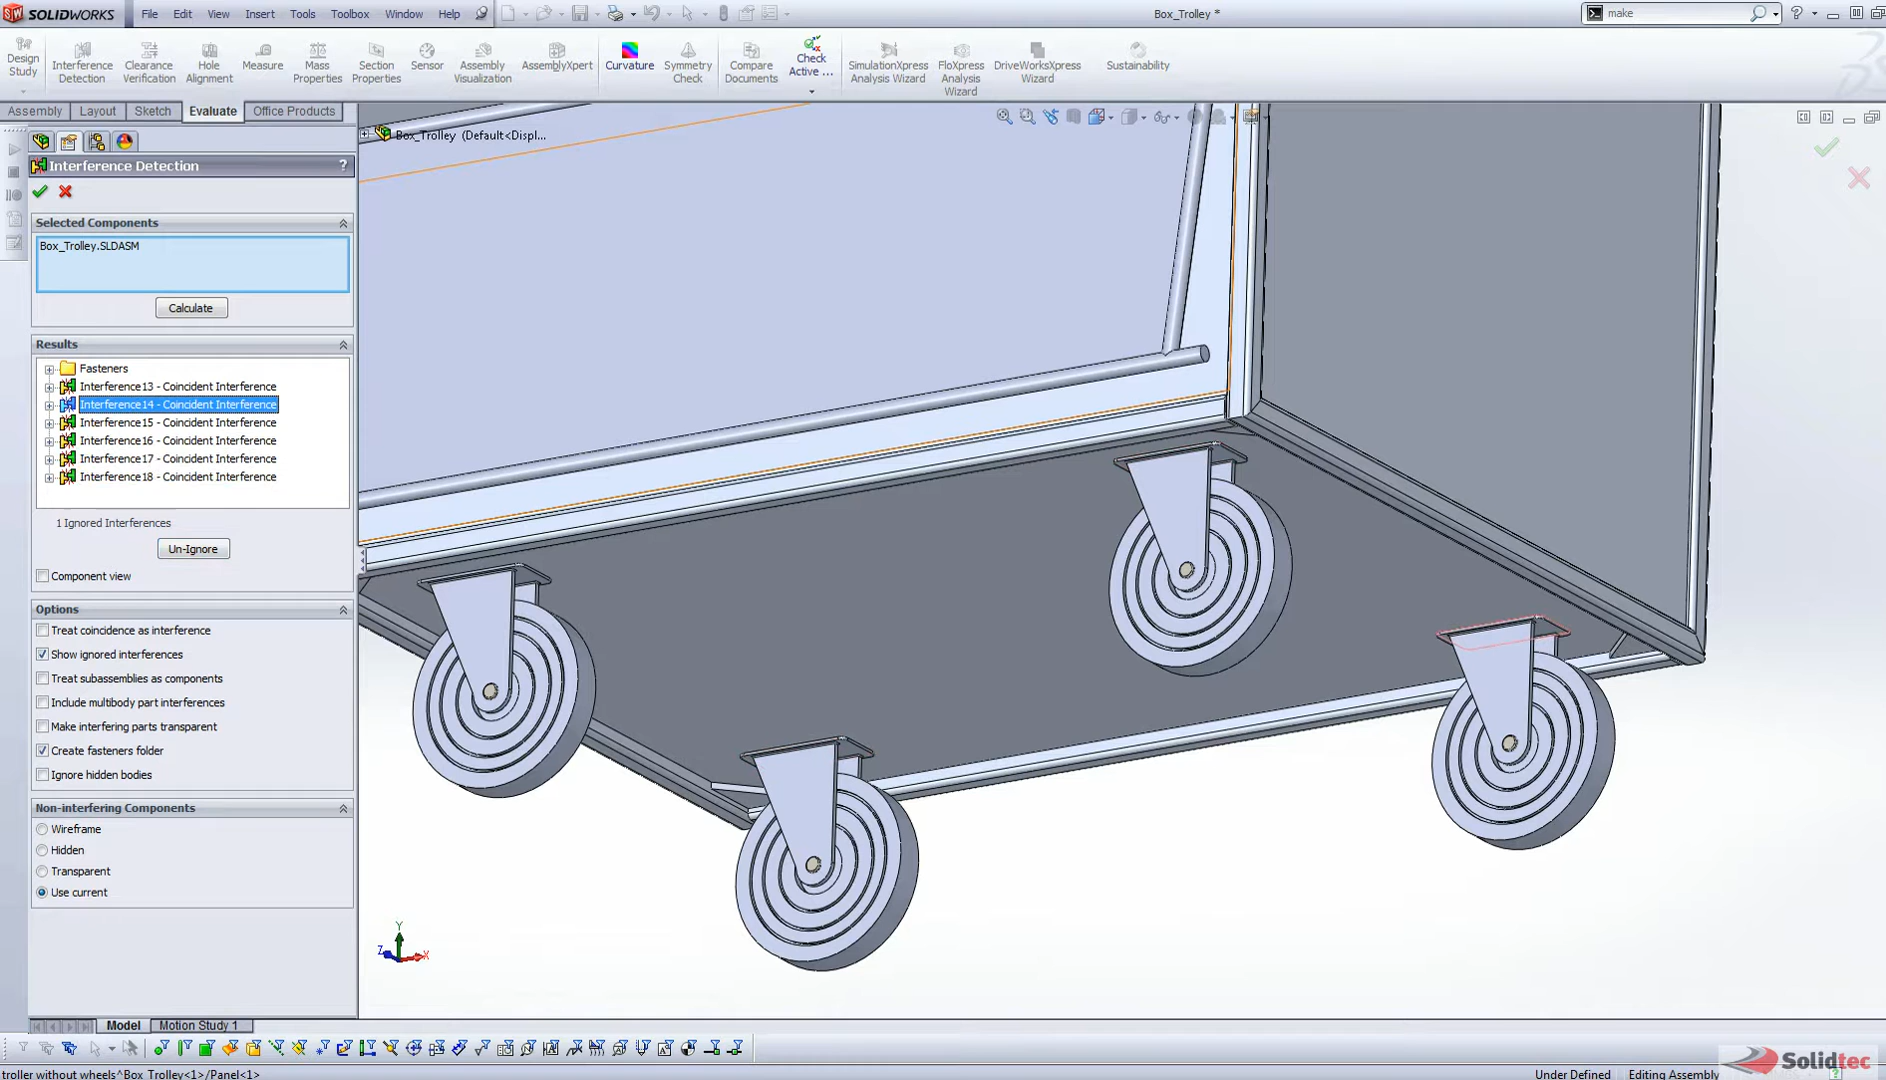 SOLIDWORKS File Edit View Insert Tools Toolbox Window Help Box_Trolley * make ?
Design Study
Interference Detection
Clearance Verification
Hole Alignment
Measure
Mass Properties
Section Properties
Sensor
Assembly Visualization
AssemblyXpert
Curvature
Symmetry Check
Compare Documents
Check Active ...
SimulationXpress Analysis Wizard
FloXpress Analysis Wizard
DriveWorksXpress Wizard
Sustainability
Assembly Layout Sketch Evaluate Office Products
Box_Trolley (Default<Displ...
Interference Detection ?
Selected Components
Box_Trolley.SLDASM
Calculate
Results
Fasteners
Interference13 - Coincident Interference
Interference14 - Coincident Interference
Interference15 - Coincident Interference
Interference16 - Coincident Interference
Interference17 - Coincident Interference
Interference18 - Coincident Interference
1 Ignored Interferences
Un-Ignore
Component view
Options
Treat coincidence as interference
Show ignored interferences
Treat subassemblies as components
Include multibody part interferences
Make interfering parts transparent
Create fasteners folder
Ignore hidden bodies
Non-interfering Components
Wireframe
Hidden
Transparent
Use current
Y
Z X
Model Motion Study 1
Solidtec
troller without wheels^Box_Trolley<1>/Panel<1> Under Defined Editing Assembly